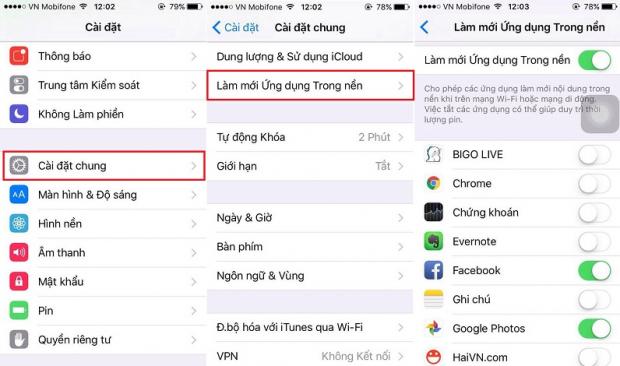 VN Mobifone 12:02 79%
Cài đặt
Thông báo
Trung tâm Kiểm soát
Không Làm phiền
Cài đặt chung
AA Màn hình & Độ sáng
Hình nền
Âm thanh
Mật khẩu
Pin
Quyền riêng tư
VN Mobifone 12:02 78%
Cài đặt Cài đặt chung
Dung lượng & Sử dụng iCloud
Làm mới Ứng dụng Trong nền
Tự động Khóa 2 Phút
Giới hạn Tắt
Ngày & Giờ
Bàn phím
Ngôn ngữ & Vùng
Đ.bộ hóa với iTunes qua Wi-Fi
VPN Không Kết nối
VN Mobifone 12:03 78%
Làm mới Ứng dụng Trong nền
Làm mới Ứng dụng Trong nền
Cho phép các ứng dụng làm mới nội dung trong
nền khi trên mạng Wi-Fi hoặc mạng di động.
Việc tắt các ứng dụng có thể giúp duy trì thời
lượng pin.
BIGO LIVE
Chrome
Chứng khoán
Evernote
Facebook
Ghi chú
Google Photos
HaiVN.com